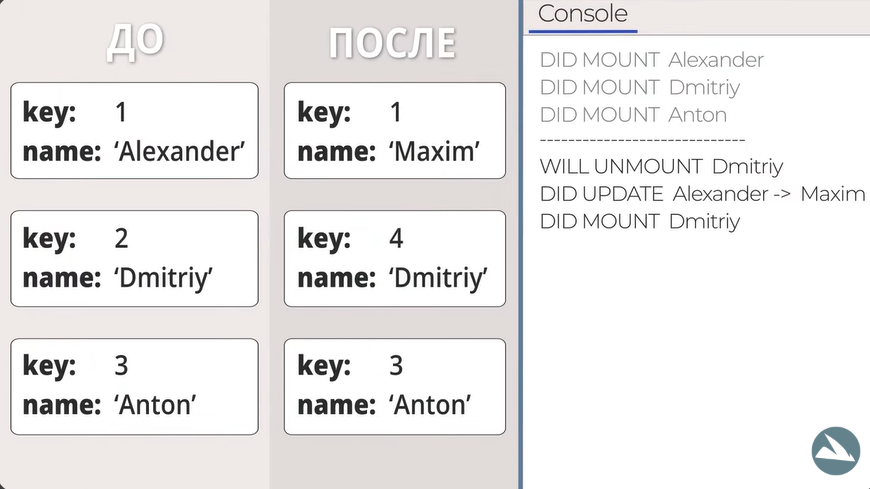 ДО
key: 1
name: ‘Alexander’
key: 2
name: ‘Dmitriy’
key: 3
name: ‘Anton’
ПОСЛЕ
key: 1
name: ‘Maxim’
key: 4
name: ‘Dmitriy’
key: 3
name: ‘Anton’
Console
DID MOUNT Alexander
DID MOUNT Dmitriy
DID MOUNT Anton
-----------------------------
WILL UNMOUNT Dmitriy
DID UPDATE Alexander -> Maxim
DID MOUNT Dmitriy